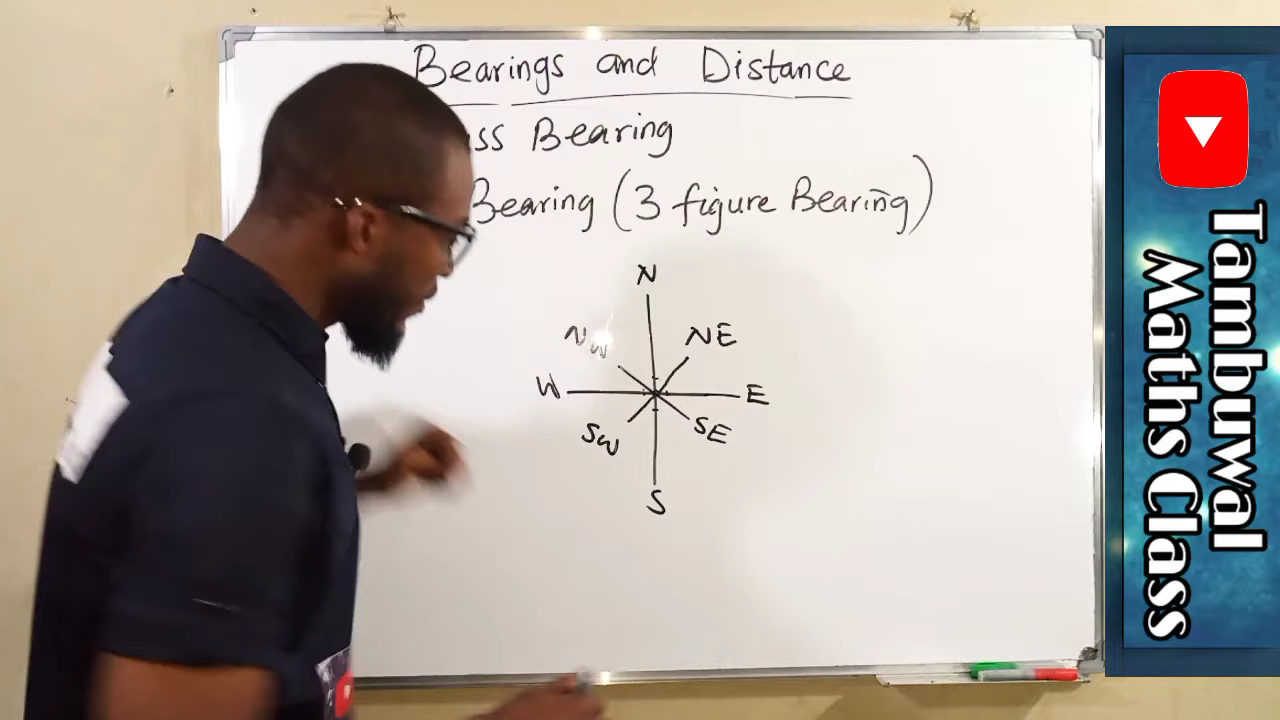 Bearings and Distance
Bearing
Bearing (3 figure Bearing)
N
NW NE
W E
SW SE
S
Tambuwal
Maths Class